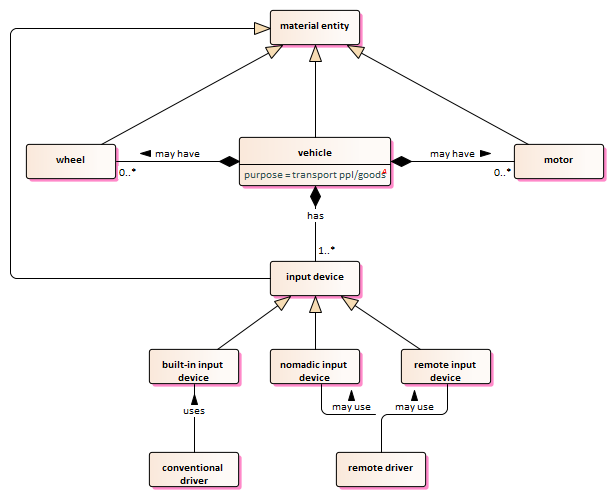 material entity
wheel
may have
0..*
vehicle
purpose = transport ppl/goods
may have
0..*
motor
has
1..*
input device
built-in input
device
nomadic input
device
remote input
device
uses
may use
may use
conventional
driver
remote driver